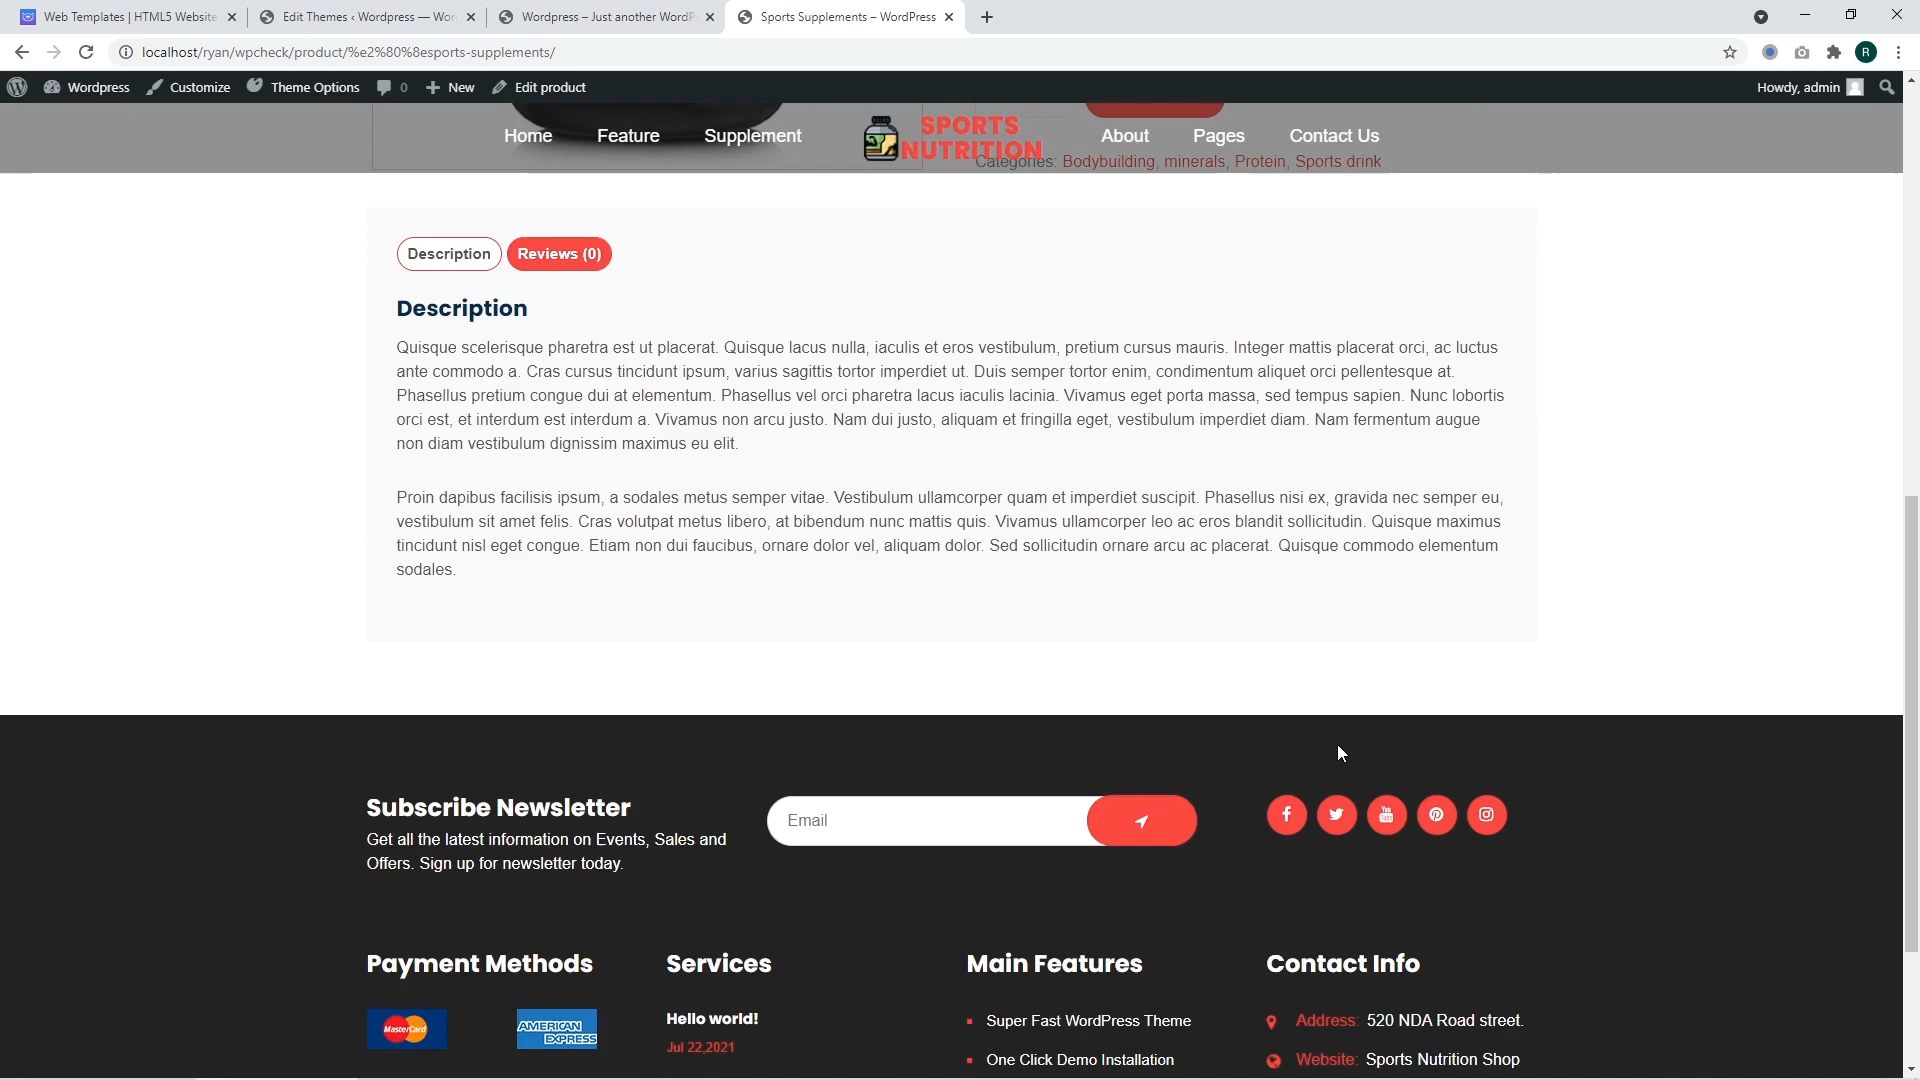 Web Templates | HTML5 Website
Edit Themes ‹ Wordpress — Wor
Wordpress – Just another WordP
Sports Supplements – WordPress
localhost/ryan/wpcheck/product/%e2%80%8esports-supplements/
R
Wordpress
Customize
Theme Options
0
New
Edit product
Howdy, admin
Home
Feature
Supplement
SPORTS
NUTRITION
About
Pages
Contact Us
Categories: Bodybuilding, minerals, Protein, Sports drink
Description
Reviews (0)
Description
Quisque scelerisque pharetra est ut placerat. Quisque lacus nulla, iaculis et eros vestibulum, pretium cursus mauris. Integer mattis placerat orci, ac luctus
ante commodo a. Cras cursus tincidunt ipsum, varius sagittis tortor imperdiet ut. Duis semper tortor enim, condimentum aliquet orci pellentesque at.
Phasellus pretium congue dui at elementum. Phasellus vel orci pharetra lacus iaculis lacinia. Vivamus eget porta massa, sed tempus sapien. Nunc lobortis
orci est, et interdum est interdum a. Vivamus non arcu justo. Nam dui justo, aliquam et fringilla eget, vestibulum imperdiet diam. Nam fermentum augue
non diam vestibulum dignissim maximus eu elit.
Proin dapibus facilisis ipsum, a sodales metus semper vitae. Vestibulum ullamcorper quam et imperdiet suscipit. Phasellus nisi ex, gravida nec semper eu,
vestibulum sit amet felis. Cras volutpat metus libero, at bibendum nunc mattis quis. Vivamus ullamcorper leo ac eros blandit sollicitudin. Quisque maximus
tincidunt nisl eget congue. Etiam non dui faucibus, ornare dolor vel, aliquam dolor. Sed sollicitudin ornare arcu ac placerat. Quisque commodo elementum
sodales.
Subscribe Newsletter
Get all the latest information on Events, Sales and
Offers. Sign up for newsletter today.
Email
Payment Methods
MasterCard
AMERICAN
EXPRESS
Services
Hello world!
Jul 22,2021
Main Features
Super Fast WordPress Theme
One Click Demo Installation
Contact Info
Address: 520 NDA Road street.
Website: Sports Nutrition Shop